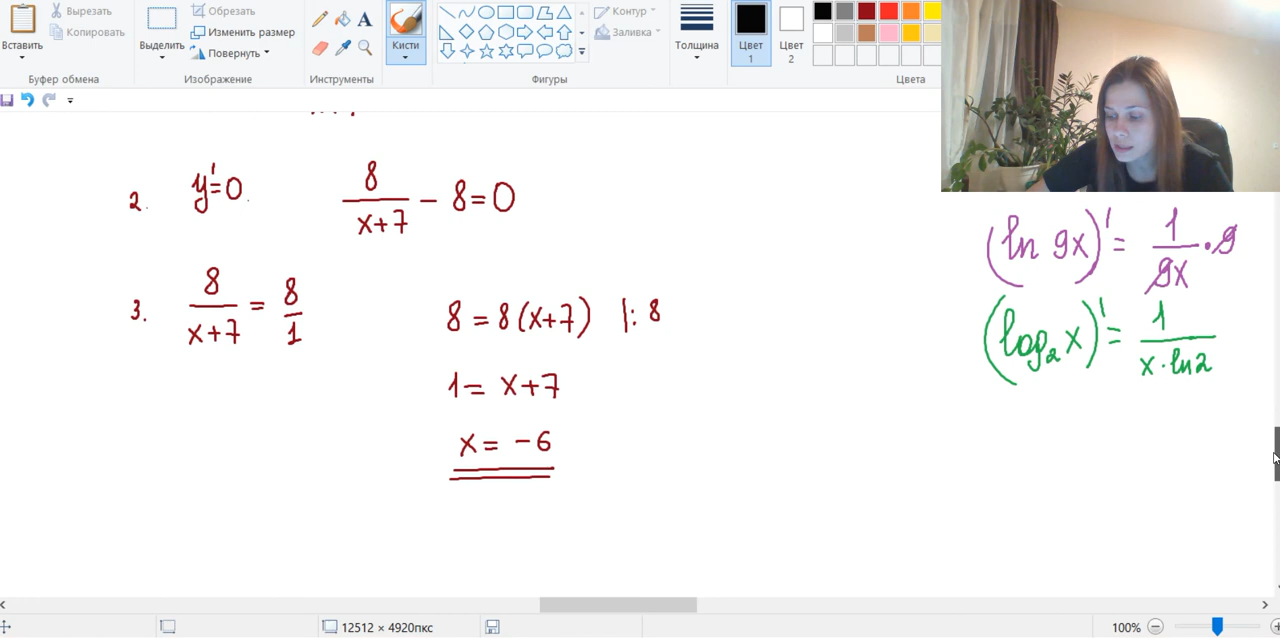 Вставить
Вырезать
Копировать
Буфер обмена
Выделить
Изменить размер
Повернуть
Изображение
A
Инструменты
Кисти
Контур
Заливка
Фигуры
Толщина
Цвет 1
Цвет 2
Цвета
2. y'=0. 8/(x+7) - 8 = 0
3. 8/(x+7) = 8/1
8 = 8(x+7) |: 8
1 = x+7
x = -6
(ln 9x)' = 1/9x · 9
(log₂x)' = 1/(x·ln2)
12512 × 4920пкс
100%